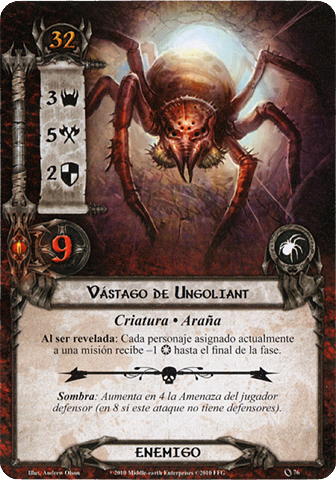 32
3
5
2
9
Vástago de Ungoliant
Criatura • Araña
Al ser revelada: Cada personaje asignado actualmente
a una misión recibe –1 hasta el final de la fase.
Sombra: Aumenta en 4 la Amenaza del jugador
defensor (en 8 si este ataque no tiene defensores).
ENEMIGO
Illus. Andrew Olson ©2010 Middle-earth Enterprises ©2010 FFG 76